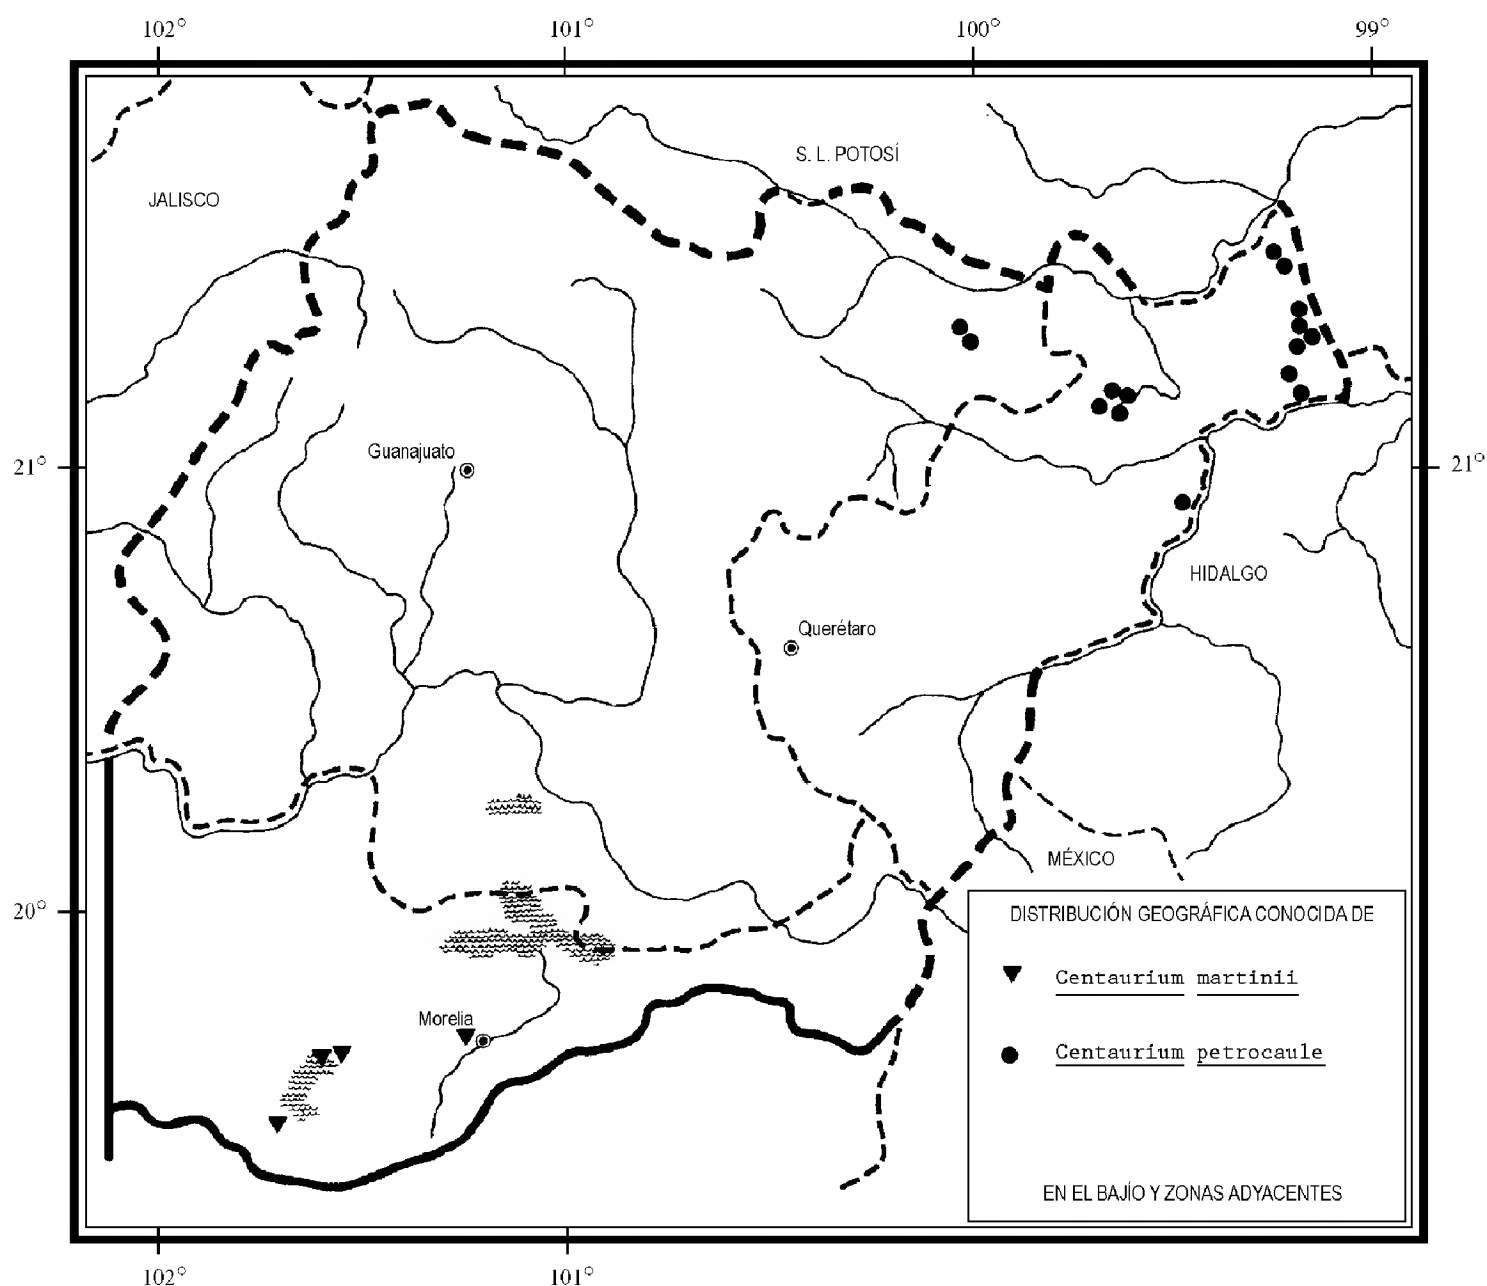 102° 101° 100° 99°
S. L. POTOSÍ
JALISCO
Guanajuato
21° 21°
HIDALGO
Querétaro
MÉXICO
20°
DISTRIBUCIÓN GEOGRÁFICA CONOCIDA DE
Centaurium martinii
Morelia
Centaurium petrocaule
EN EL BAJÍO Y ZONAS ADYACENTES
102° 101°